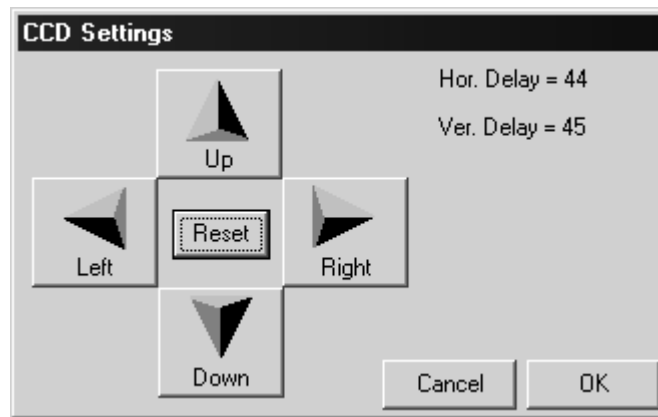 CCD Settings
Hor. Delay = 44
Ver. Delay = 45
Up
Left
Reset
Right
Down
Cancel
OK